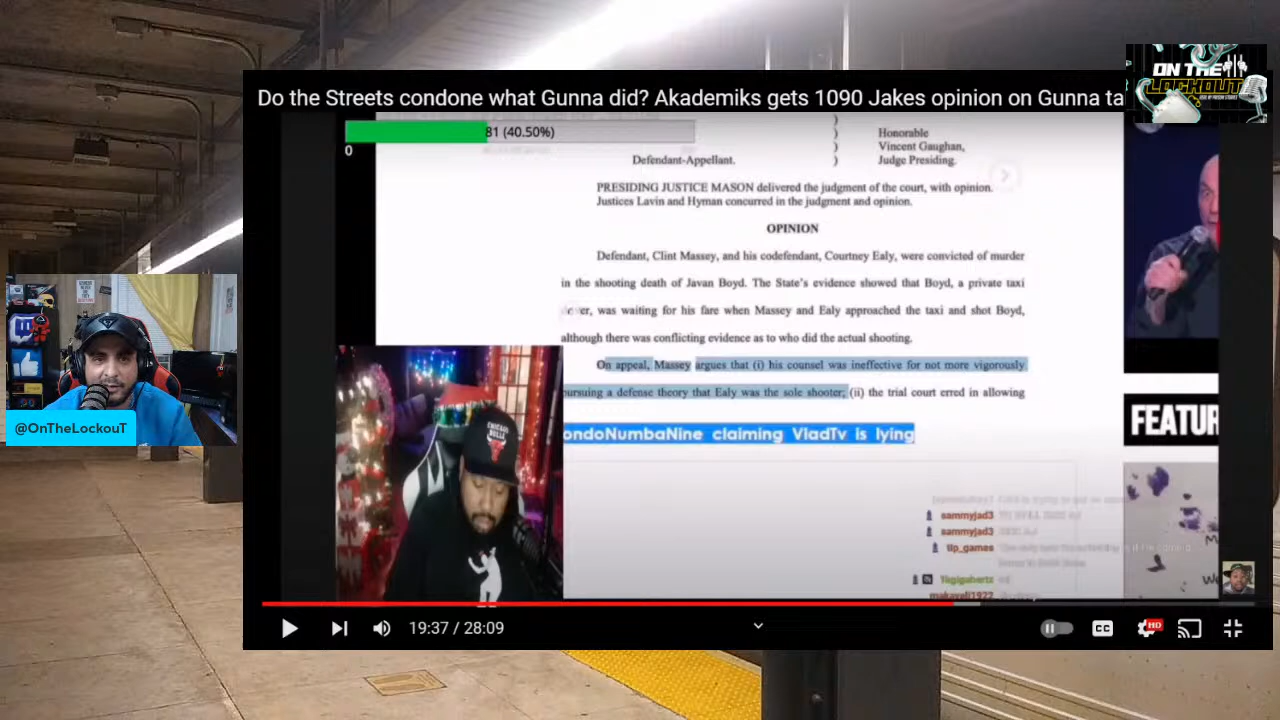 ON THE
LOCKOUT
Do the Streets condone what Gunna did? Akademiks gets 1090 Jakes opinion on Gunna ta
81 (40.50%)
0
Honorable
Vincent Gaughan,
Defendant-Appellant. ) Judge Presiding.
PRESIDING JUSTICE MASON delivered the judgment of the court, with opinion.
Justices Lavin and Hyman concurred in the judgment and opinion.
OPINION
Defendant, Clint Massey, and his codefendant, Courtney Ealy, were convicted of murder
in the shooting death of Javan Boyd. The State's evidence showed that Boyd, a private taxi
was waiting for his fare when Massey and Ealy approached the taxi and shot Boyd,
although there was conflicting evidence as to who did the actual shooting.
On appeal, Massey argues that (i) his counsel was ineffective for not more vigorously
pursuing a defense theory that Ealy was the sole shooter; (ii) the trial court erred in allowing
ondoNumbaNine claiming VladTv is lying
FEATUR
CHICAGO
BULLS
@OnTheLockouT
sammyjad3
sammyjad3
tip_games
makaveli1922
19:37 / 28:09
CC
HD